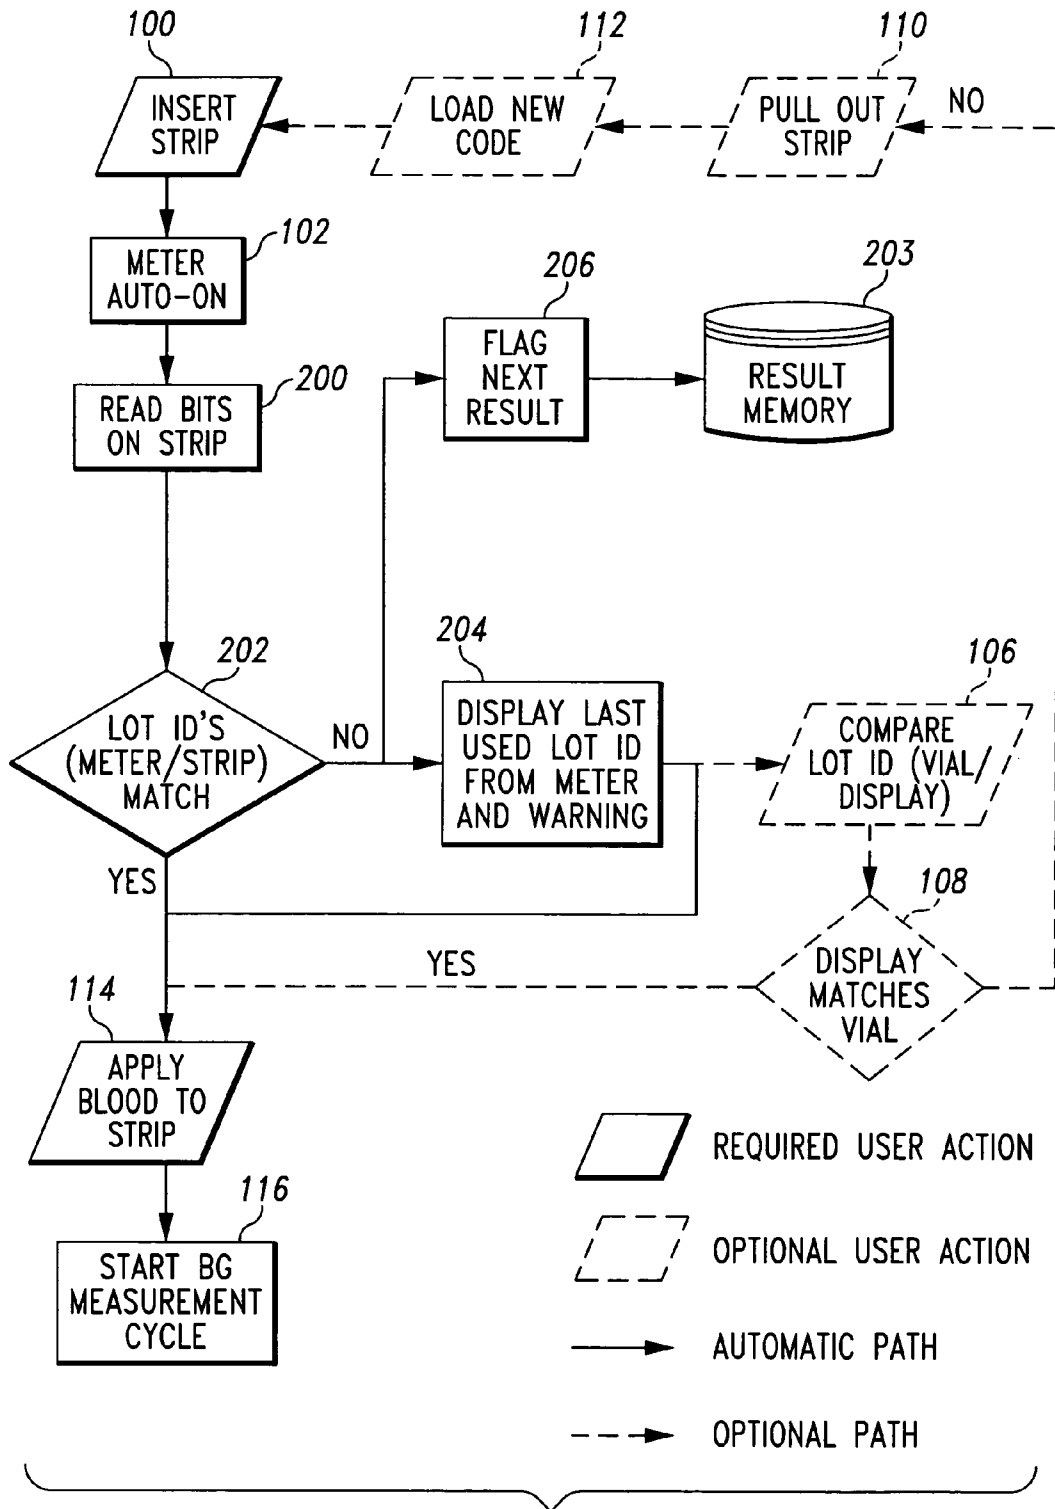 100
112
110
INSERT
STRIP
LOAD NEW
CODE
PULL OUT
STRIP
NO
102
METER
AUTO-ON
206
FLAG
NEXT
RESULT
203
RESULT
MEMORY
200
READ BITS
ON STRIP
202
LOT ID'S
(METER/STRIP)
MATCH
NO
204
DISPLAY LAST
USED LOT ID
FROM METER
AND WARNING
106
COMPARE
LOT ID (VIAL/
DISPLAY)
YES
108
DISPLAY
MATCHES
VIAL
YES
114
APPLY
BLOOD TO
STRIP
116
START BG
MEASUREMENT
CYCLE
REQUIRED USER ACTION
OPTIONAL USER ACTION
AUTOMATIC PATH
OPTIONAL PATH